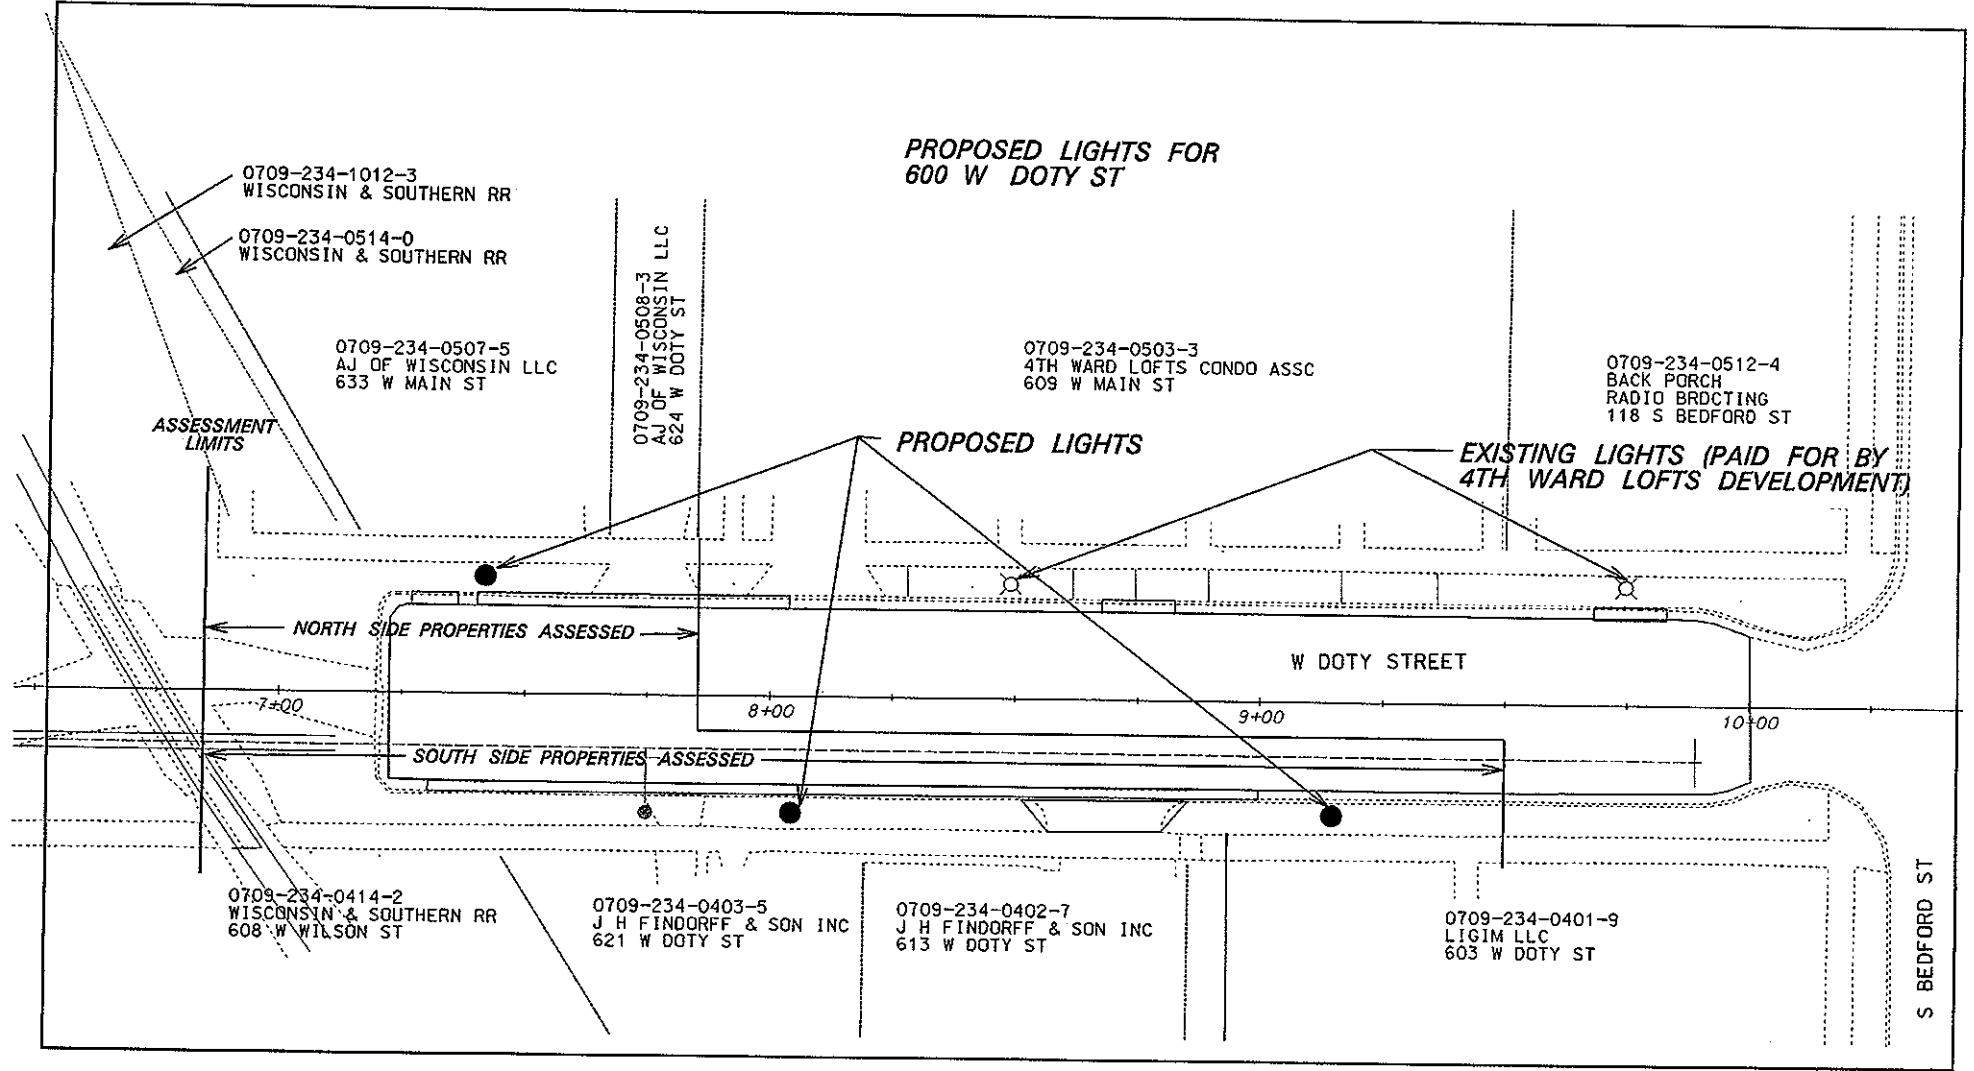 PROPOSED LIGHTS FOR
600 W DOTY ST
0709-234-1012-3
WISCONSIN & SOUTHERN RR
0709-234-0514-0
WISCONSIN & SOUTHERN RR
0709-234-0507-5
AJ OF WISCONSIN LLC
633 W MAIN ST
0709-234-0508-3
AJ OF WISCONSIN LLC
624 W DOTY ST
0709-234-0503-3
4TH WARD LOFTS CONDO ASSC
609 W MAIN ST
0709-234-0512-4
BACK PORCH
RADIO BRDCTING
118 S BEDFORD ST
ASSESSMENT
LIMITS
PROPOSED LIGHTS
EXISTING LIGHTS (PAID FOR BY
4TH WARD LOFTS DEVELOPMENT)
NORTH SIDE PROPERTIES ASSESSED
W DOTY STREET
7+00
8+00
9+00
10+00
SOUTH SIDE PROPERTIES ASSESSED
0709-234-0414-2
WISCONSIN & SOUTHERN RR
608 W WILSON ST
0709-234-0403-5
J H FINDORFF & SON INC
621 W DOTY ST
0709-234-0402-7
J H FINDORFF & SON INC
613 W DOTY ST
0709-234-0401-9
LIGIM LLC
603 W DOTY ST
S BEDFORD ST